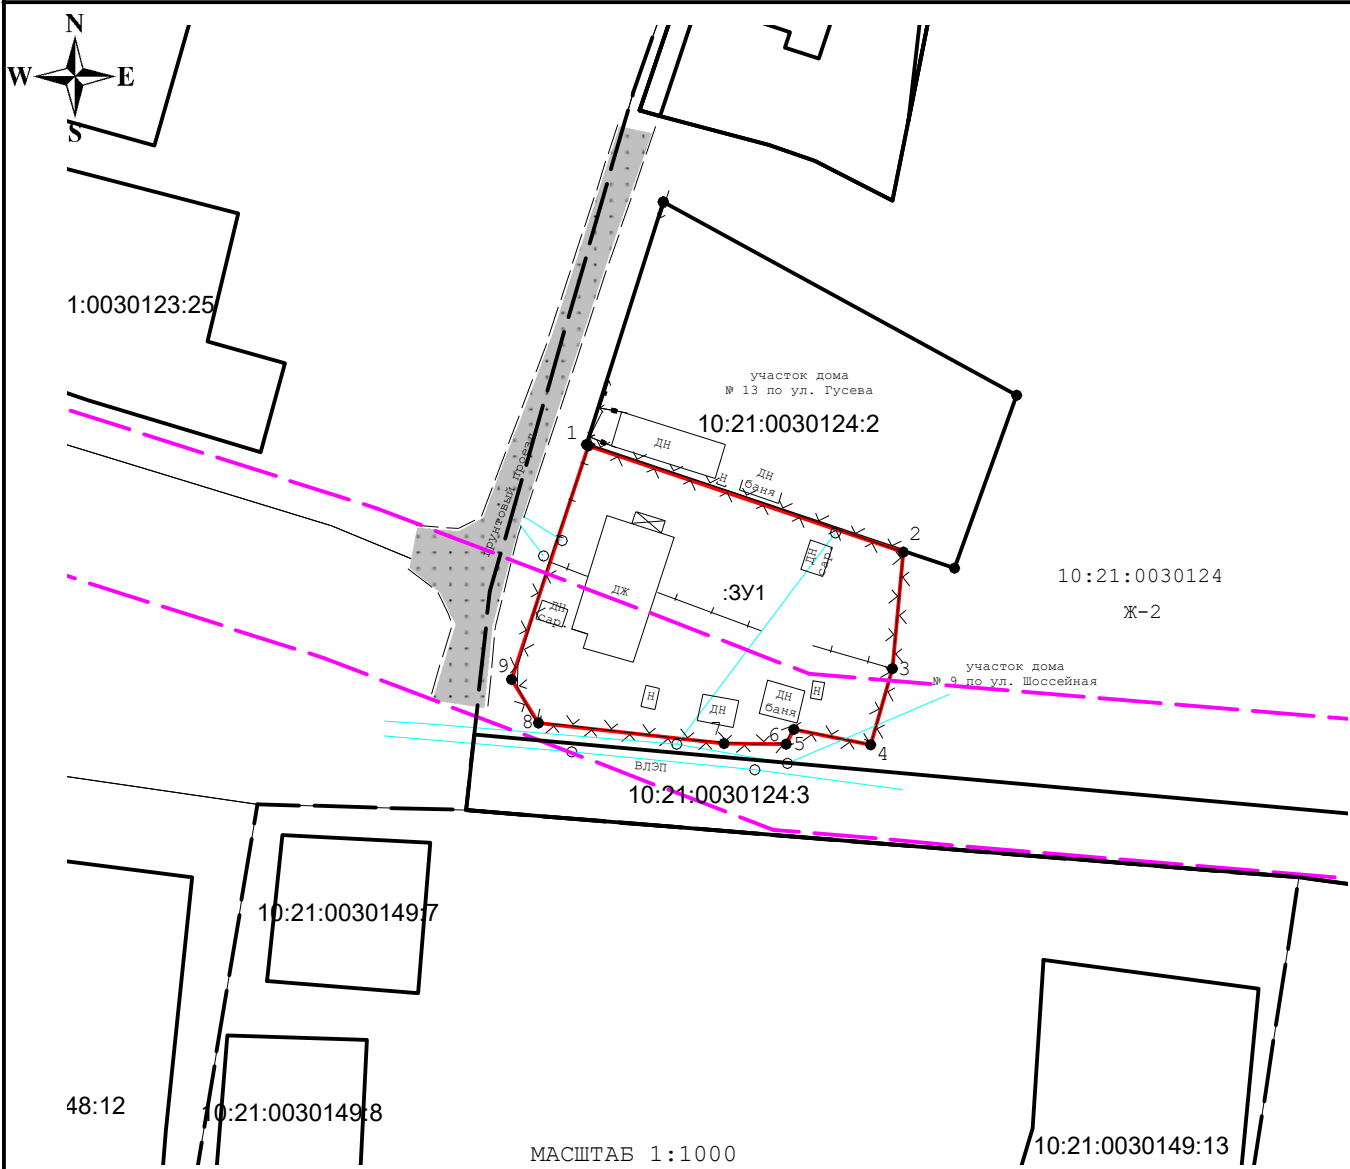 N
W E
S
1:0030123:25
участок дома
№ 13 по ул. Гусева
10:21:0030124:2
1
ДН
Н
ДН
баня
грунтовый проезд
2
ДН
сар.
10:21:0030124
Ж-2
:ЗУ1
ДЖ
ДН
сар.
3
участок дома
№ 9 по ул. Шоссейная
9
Н
ДН
ДН
баня
Н
8
7
6
5
4
ВЛЭП
10:21:0030124:3
10:21:0030149:7
48:12
10:21:0030149:8
10:21:0030149:13
МАСШТАБ 1:1000